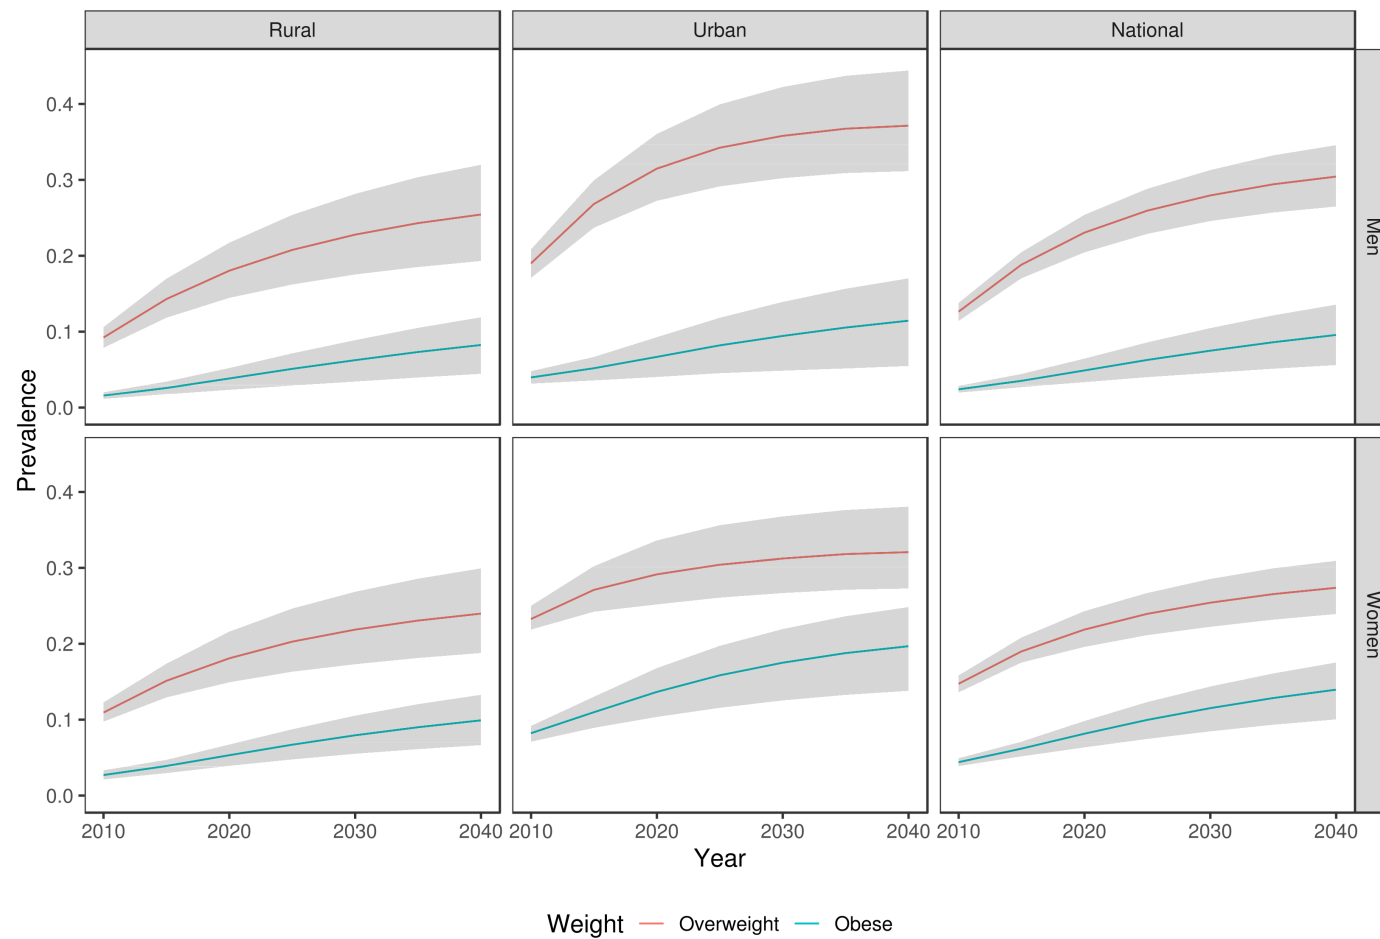 Rural Urban National
0.4
0.3
0.2
0.1
0.0
Men
Prevalence
0.4
0.3
0.2
0.1
0.0
Women
2010 2020 2030 2040 2010 2020 2030 2040 2010 2020 2030 2040
Year
Weight Overweight Obese